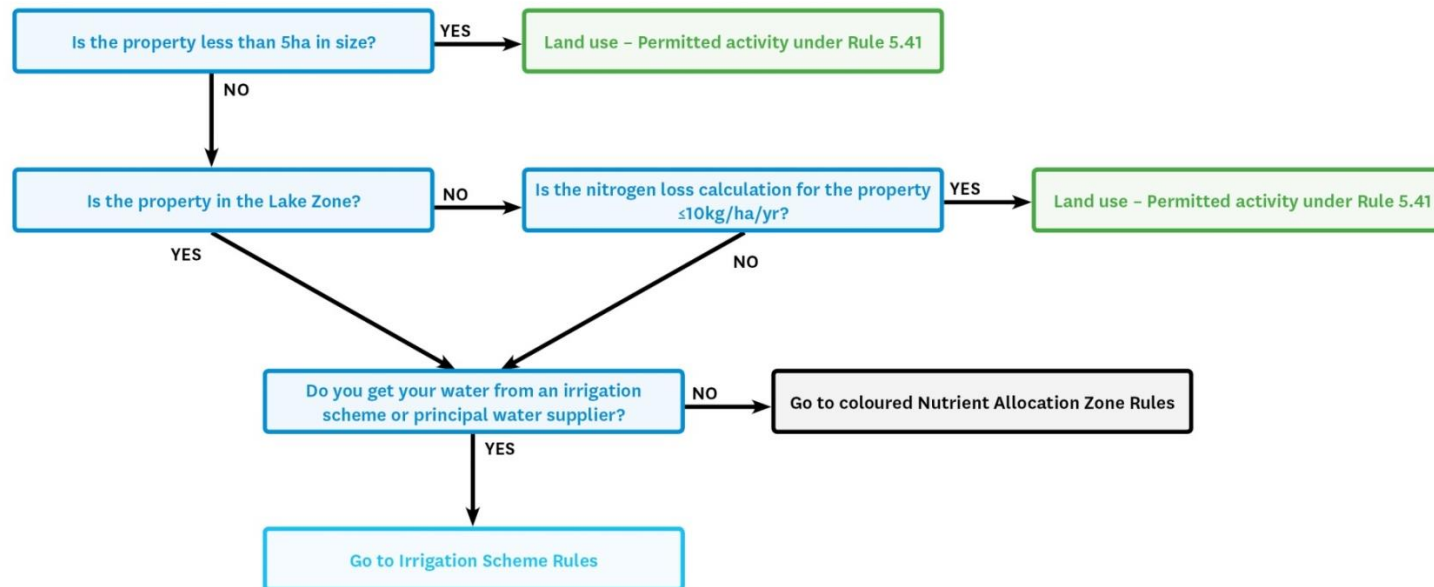 Is the property less than 5ha in size?
YES
Land use – Permitted activity under Rule 5.41
NO
Is the property in the Lake Zone?
NO
Is the nitrogen loss calculation for the property
≤10kg/ha/yr?
YES
Land use – Permitted activity under Rule 5.41
YES
NO
Do you get your water from an irrigation
scheme or principal water supplier?
NO
Go to coloured Nutrient Allocation Zone Rules
YES
Go to Irrigation Scheme Rules